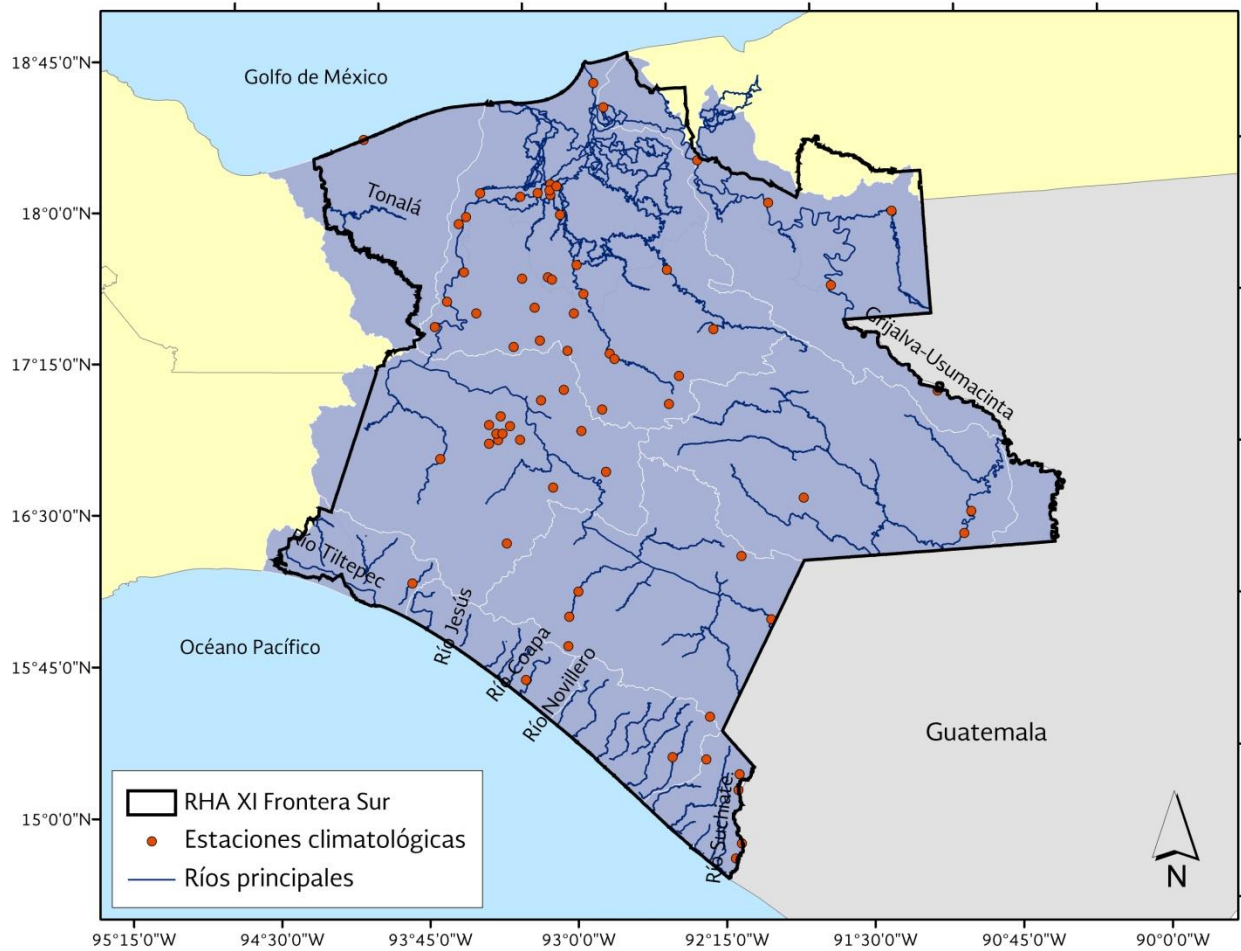 18°45'0"N
Golfo de México
Tonalá
18°0'0"N
Grijalva-Usumacinta
17°15'0"N
16°30'0"N
Río Tiltepec
Río Jesús
Río Coapa
Río Novillero
Océano Pacífico
15°45'0"N
Guatemala
Río Suchiate
15°0'0"N
RHA XI Frontera Sur
Estaciones climatológicas
Ríos principales
N
95°15'0"W 94°30'0"W 93°45'0"W 93°0'0"W 92°15'0"W 91°30'0"W 90°45'0"W 90°0'0"W